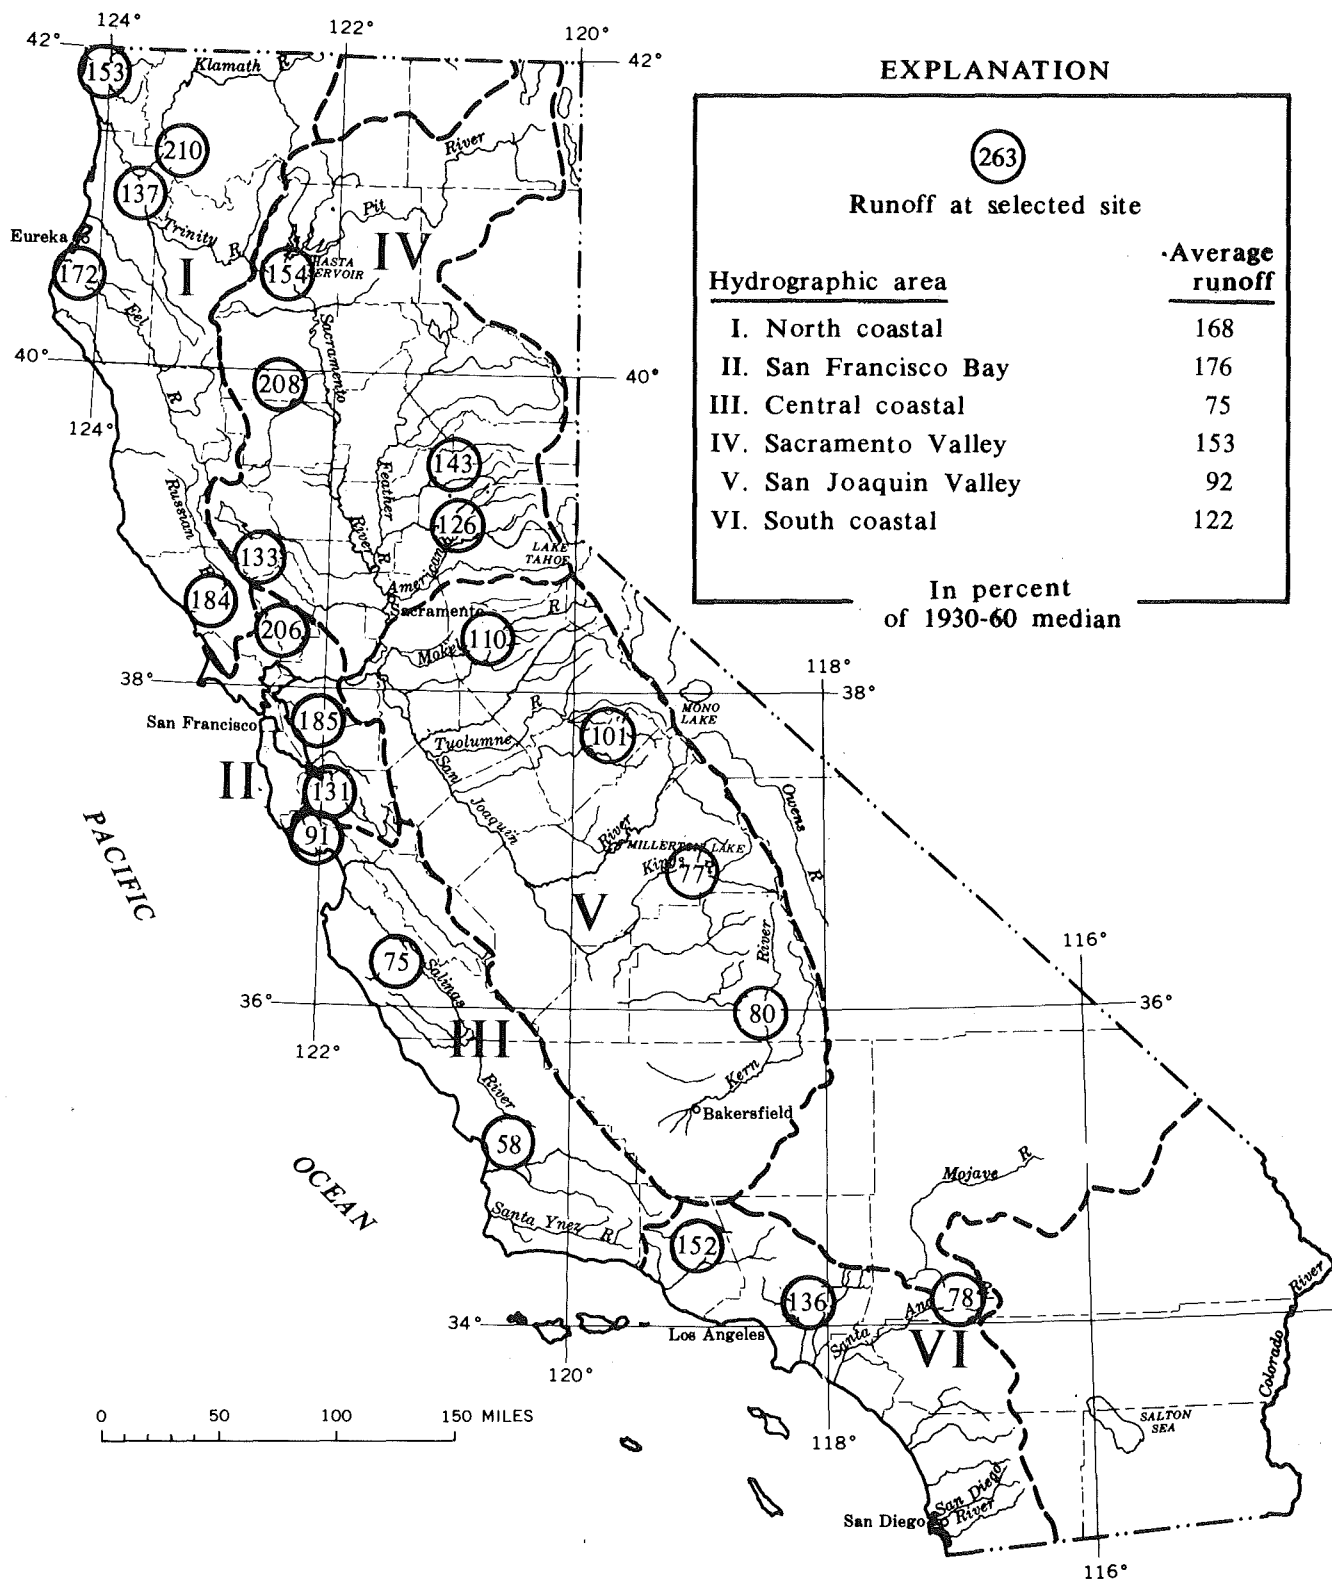 124°
122°
120°
42°
42°
153
Klamath R
210
137
River
Pit
Trinity R
Eureka
I
IV
172
154
Eel
R
Sacramento
40°
40°
208
124°
143
Feather
R
Russian
R
River
126
133
American
LAKE
TAHOE
184
Sacramento
206
R
110
38°
38°
118°
San Francisco
185
Tuolumne R
101
MONO
LAKE
II
131
San
Joaquin
River
Owens
R
91
MILLERTON LAKE
Kings
77
PACIFIC
V
River
75
Salinas
116°
36°
36°
80
III
122°
River
Kern
Bakersfield
58
OCEAN
Mojave R
Santa Ynez R
152
136
78
Santa Ana R
River
34°
Los Angeles
VI
Colorado
120°
0 50 100 150 MILES
118°
SALTON
SEA
San Diego
River
San Diego
116°
EXPLANATION
263
Runoff at selected site
Hydrographic area Average runoff
I. North coastal 168
II. San Francisco Bay 176
III. Central coastal 75
IV. Sacramento Valley 153
V. San Joaquin Valley 92
VI. South coastal 122
In percent
of 1930-60 median